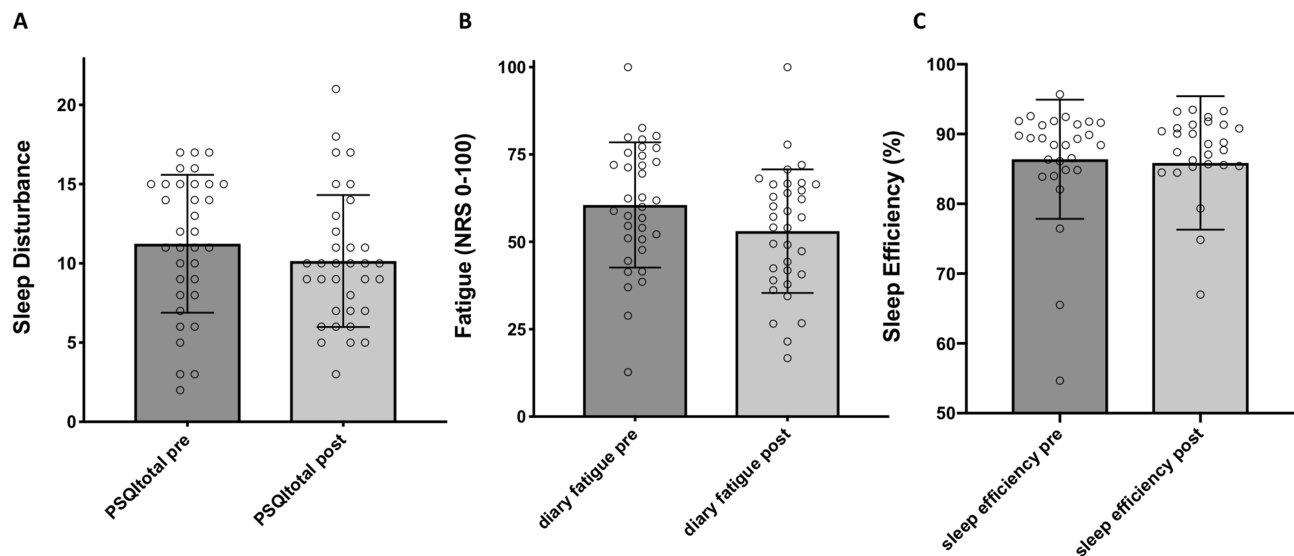 A
Sleep Disturbance
20
15
10
5
0
PSQItotal pre
PSQItotal post
B
Fatigue (NRS 0-100)
100
75
50
25
0
diary fatigue pre
diary fatigue post
C
Sleep Efficiency (%)
100
90
80
70
60
50
sleep efficiency pre
sleep efficiency post